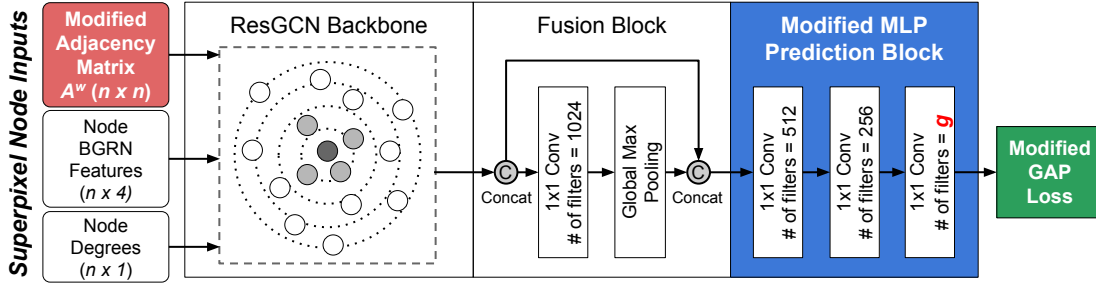 Superpixel Node Inputs
Modified
Adjacency
Matrix
A^w (n x n)
Node
BGRN
Features
(n x 4)
Node
Degrees
(n x 1)
ResGCN Backbone
Fusion Block
C
Concat
1x1 Conv
# of filters = 1024
Global Max
Pooling
C
Concat
Modified MLP
Prediction Block
1x1 Conv
# of filters = 512
1x1 Conv
# of filters = 256
1x1 Conv
# of filters = g
Modified
GAP
Loss